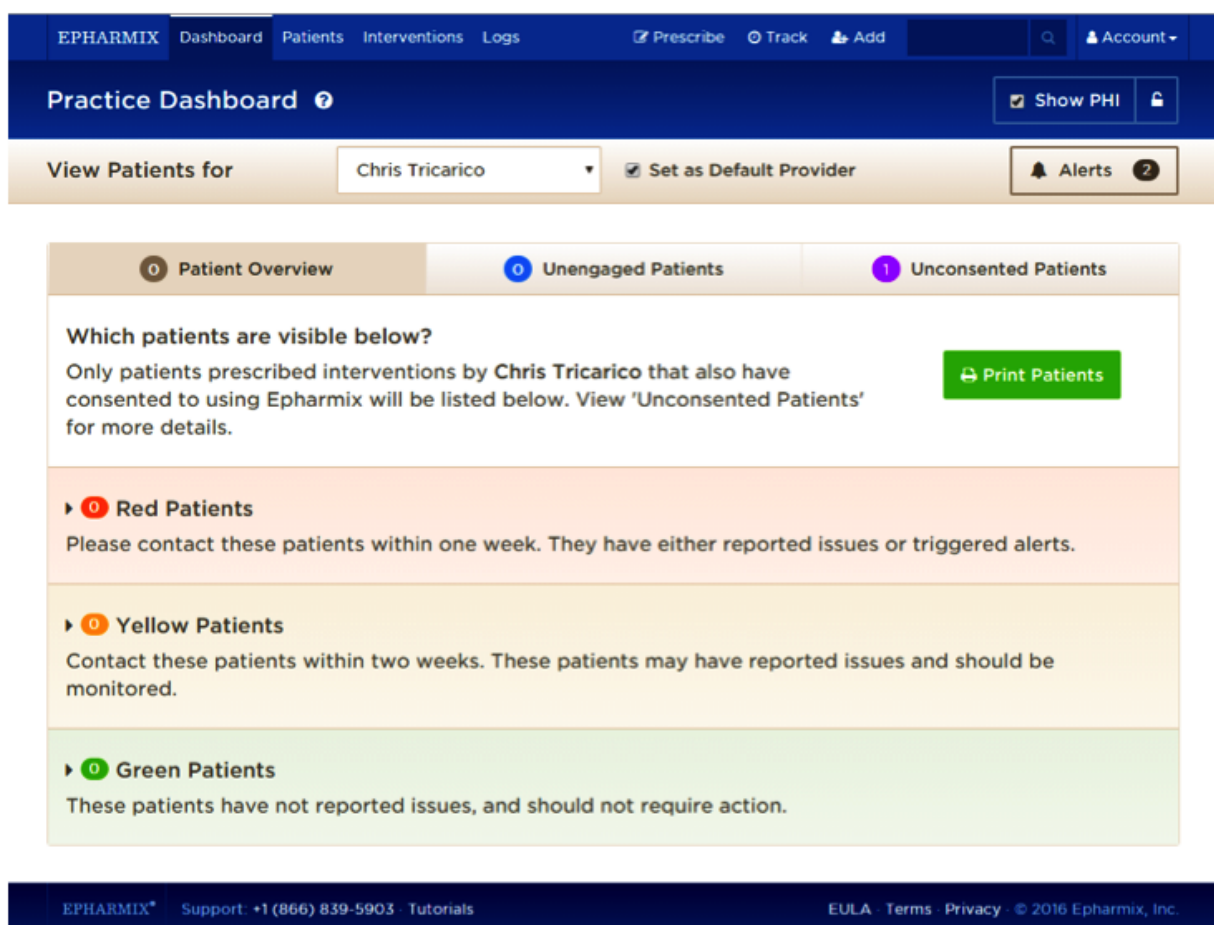 EPHARMIX Dashboard Patients Interventions Logs Prescribe Track Add Account
Practice Dashboard ? Show PHI
View Patients for Chris Tricarico Set as Default Provider Alerts 2
0 Patient Overview 0 Unengaged Patients 1 Unconsented Patients
Which patients are visible below?
Only patients prescribed interventions by Chris Tricarico that also have
consented to using Epharmix will be listed below. View 'Unconsented Patients'
for more details.
Print Patients
0 Red Patients
Please contact these patients within one week. They have either reported issues or triggered alerts.
0 Yellow Patients
Contact these patients within two weeks. These patients may have reported issues and should be
monitored.
0 Green Patients
These patients have not reported issues, and should not require action.
EPHARMIX® Support: +1 (866) 839-5903 · Tutorials EULA · Terms · Privacy · © 2016 Epharmix, Inc.